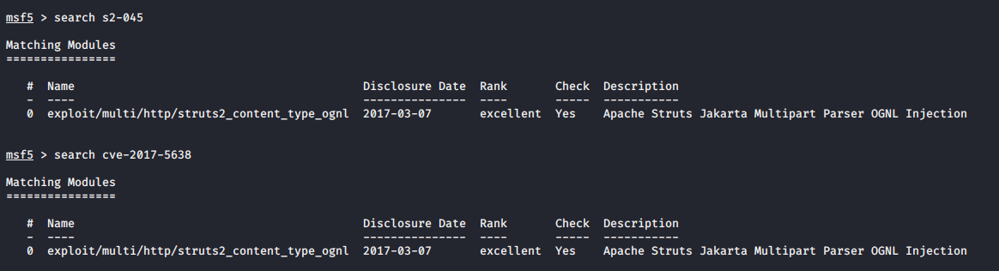 msf5 > search s2-045
Matching Modules
================
#  Name                                     Disclosure Date  Rank       Check  Description
-  ----                                     ---------------  ----       -----  -----------
0  exploit/multi/http/struts2_content_type_ognl  2017-03-07       excellent  Yes    Apache Struts Jakarta Multipart Parser OGNL Injection
msf5 > search cve-2017-5638
Matching Modules
================
#  Name                                     Disclosure Date  Rank       Check  Description
-  ----                                     ---------------  ----       -----  -----------
0  exploit/multi/http/struts2_content_type_ognl  2017-03-07       excellent  Yes    Apache Struts Jakarta Multipart Parser OGNL Injection